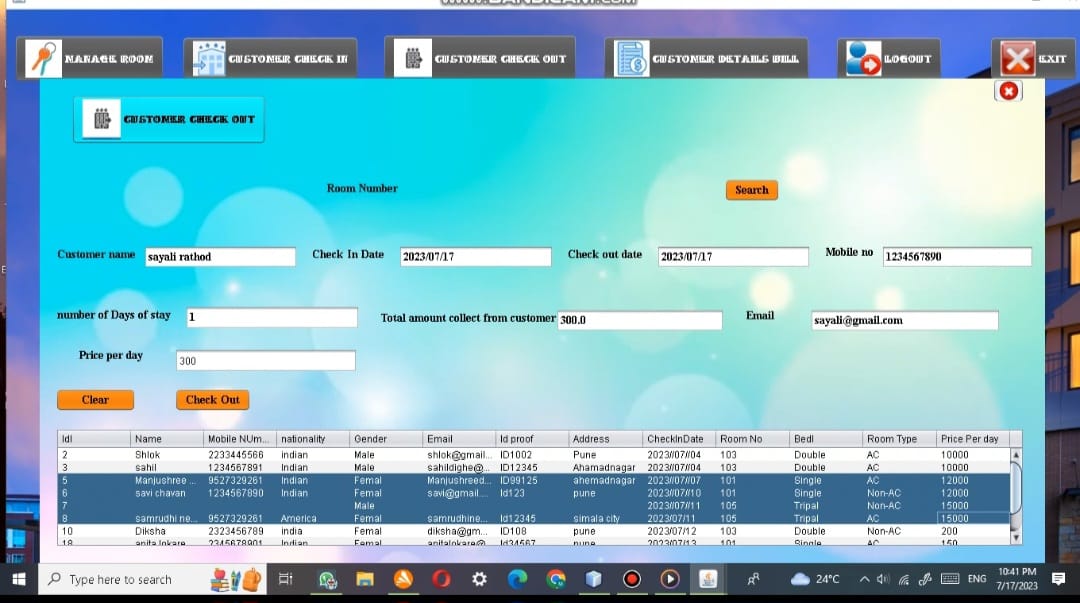 www.BANDICAM.com
MANAGE ROOM CUSTOMER CHECK IN CUSTOMER CHECK OUT CUSTOMER DETAILS BILL LOGOUT EXIT
CUSTOMER CHECK OUT
Room Number Search
Customer name sayali rathod Check In Date 2023/07/17 Check out date 2023/07/17 Mobile no 1234567890
number of Days of stay 1 Total amount collect from customer 300.0 Email sayali@gmail.com
Price per day 300
Clear Check Out
IdI Name Mobile NUm... nationality Gender Email Id proof Address CheckInDate Room No BedI Room Type Price Per day
2 Shlok 2233445566 indian Male shlok@gmail... ID1002 Pune 2023/07//04 103 Double AC 10000
3 sahil 1234567891 Indian Male sahildighe@... ID12345 Ahamadnagar 2023/07//04 103 Double AC 10000
5 Manjushree ... 9527329261 Indian Femal Manjushreed... ID99125 ahemadnagar 2023/07//07 101 Single AC 12000
6 savi chavan 1234567890 Indian Femal savi@gmail.... Id123 pune 2023/07//10 101 Single Non-AC 12000
7 Male 2023/07//11 105 Tripal Non-AC 15000
8 samrudhi ne... 9527329261 America Femal samrudhine... Id12345 simala city 2023/07/11 105 Tripal AC 15000
10 Diksha 2323456789 india Femal diksha@gm... ID108 pune 2023/07/12 103 Double Non-AC 200
18 anita lokare 2345678901 Indian Femal anitalokare@ Id34567 pune 2023/07/13 101 Single AC 150
Type here to search 24°C ENG 10:41 PM
7/17/2023